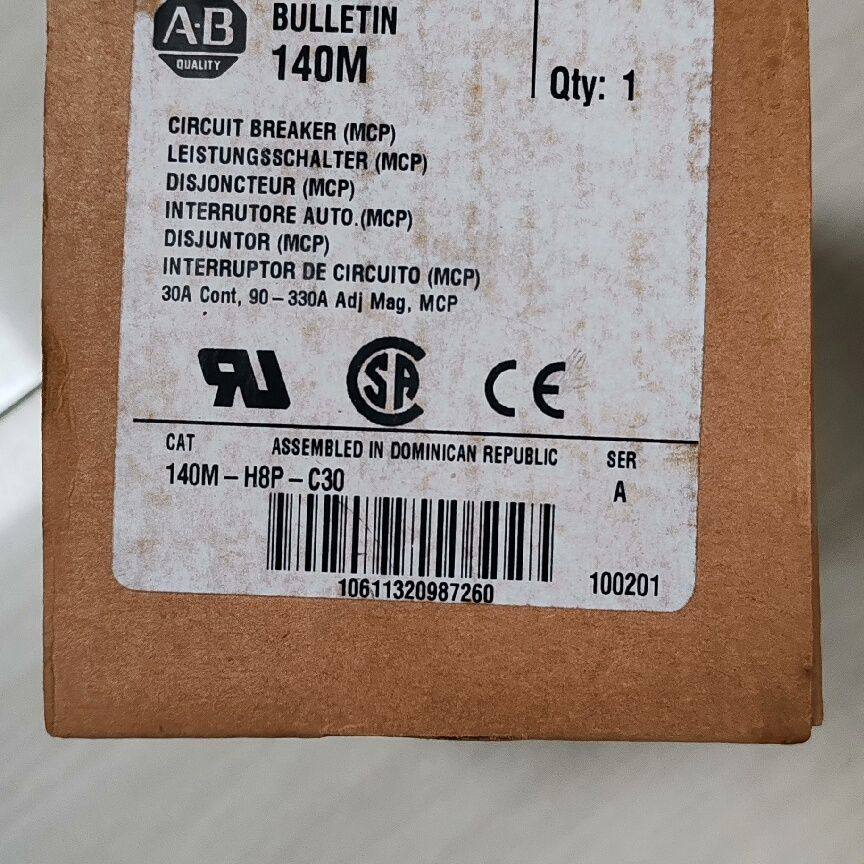 A-B
QUALITY
BULLETIN
140M
Qty: 1
CIRCUIT BREAKER (MCP)
LEISTUNGSSCHALTER (MCP)
DISJONCTEUR (MCP)
INTERRUTORE AUTO.(MCP)
DISJUNTOR (MCP)
INTERRUPTOR DE CIRCUITO (MCP)
30A Cont, 90-330A Adj Mag, MCP
RU SA CE
CAT ASSEMBLED IN DOMINICAN REPUBLIC SER
140M-H8P-C30 A
10611320987260 100201